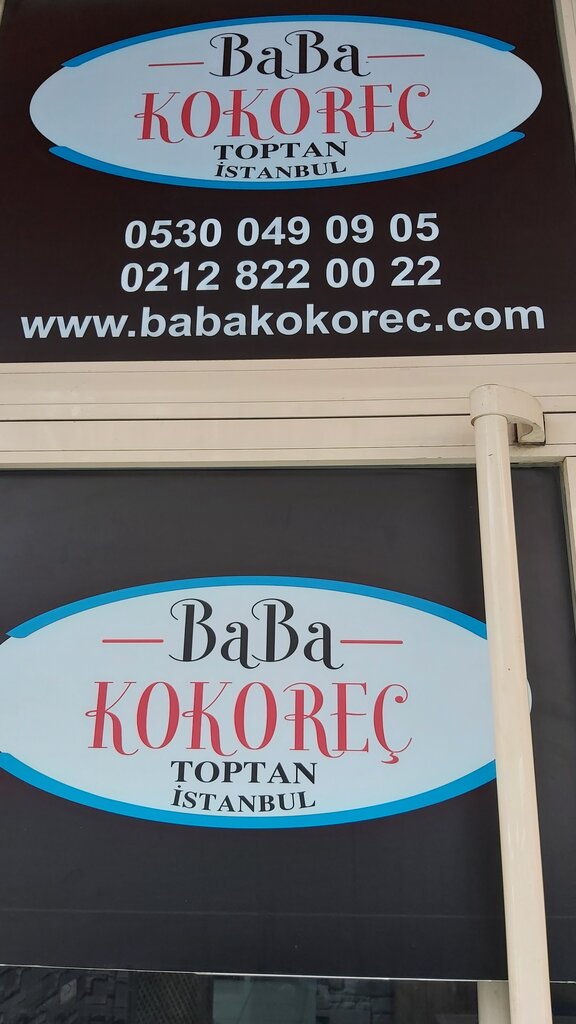 BaBa
KOKOREÇ
TOPTAN
İSTANBUL
0530 049 09 05
0212 822 00 22
www.babakokorec.com
BaBa
KOKOREÇ
TOPTAN
İSTANBUL